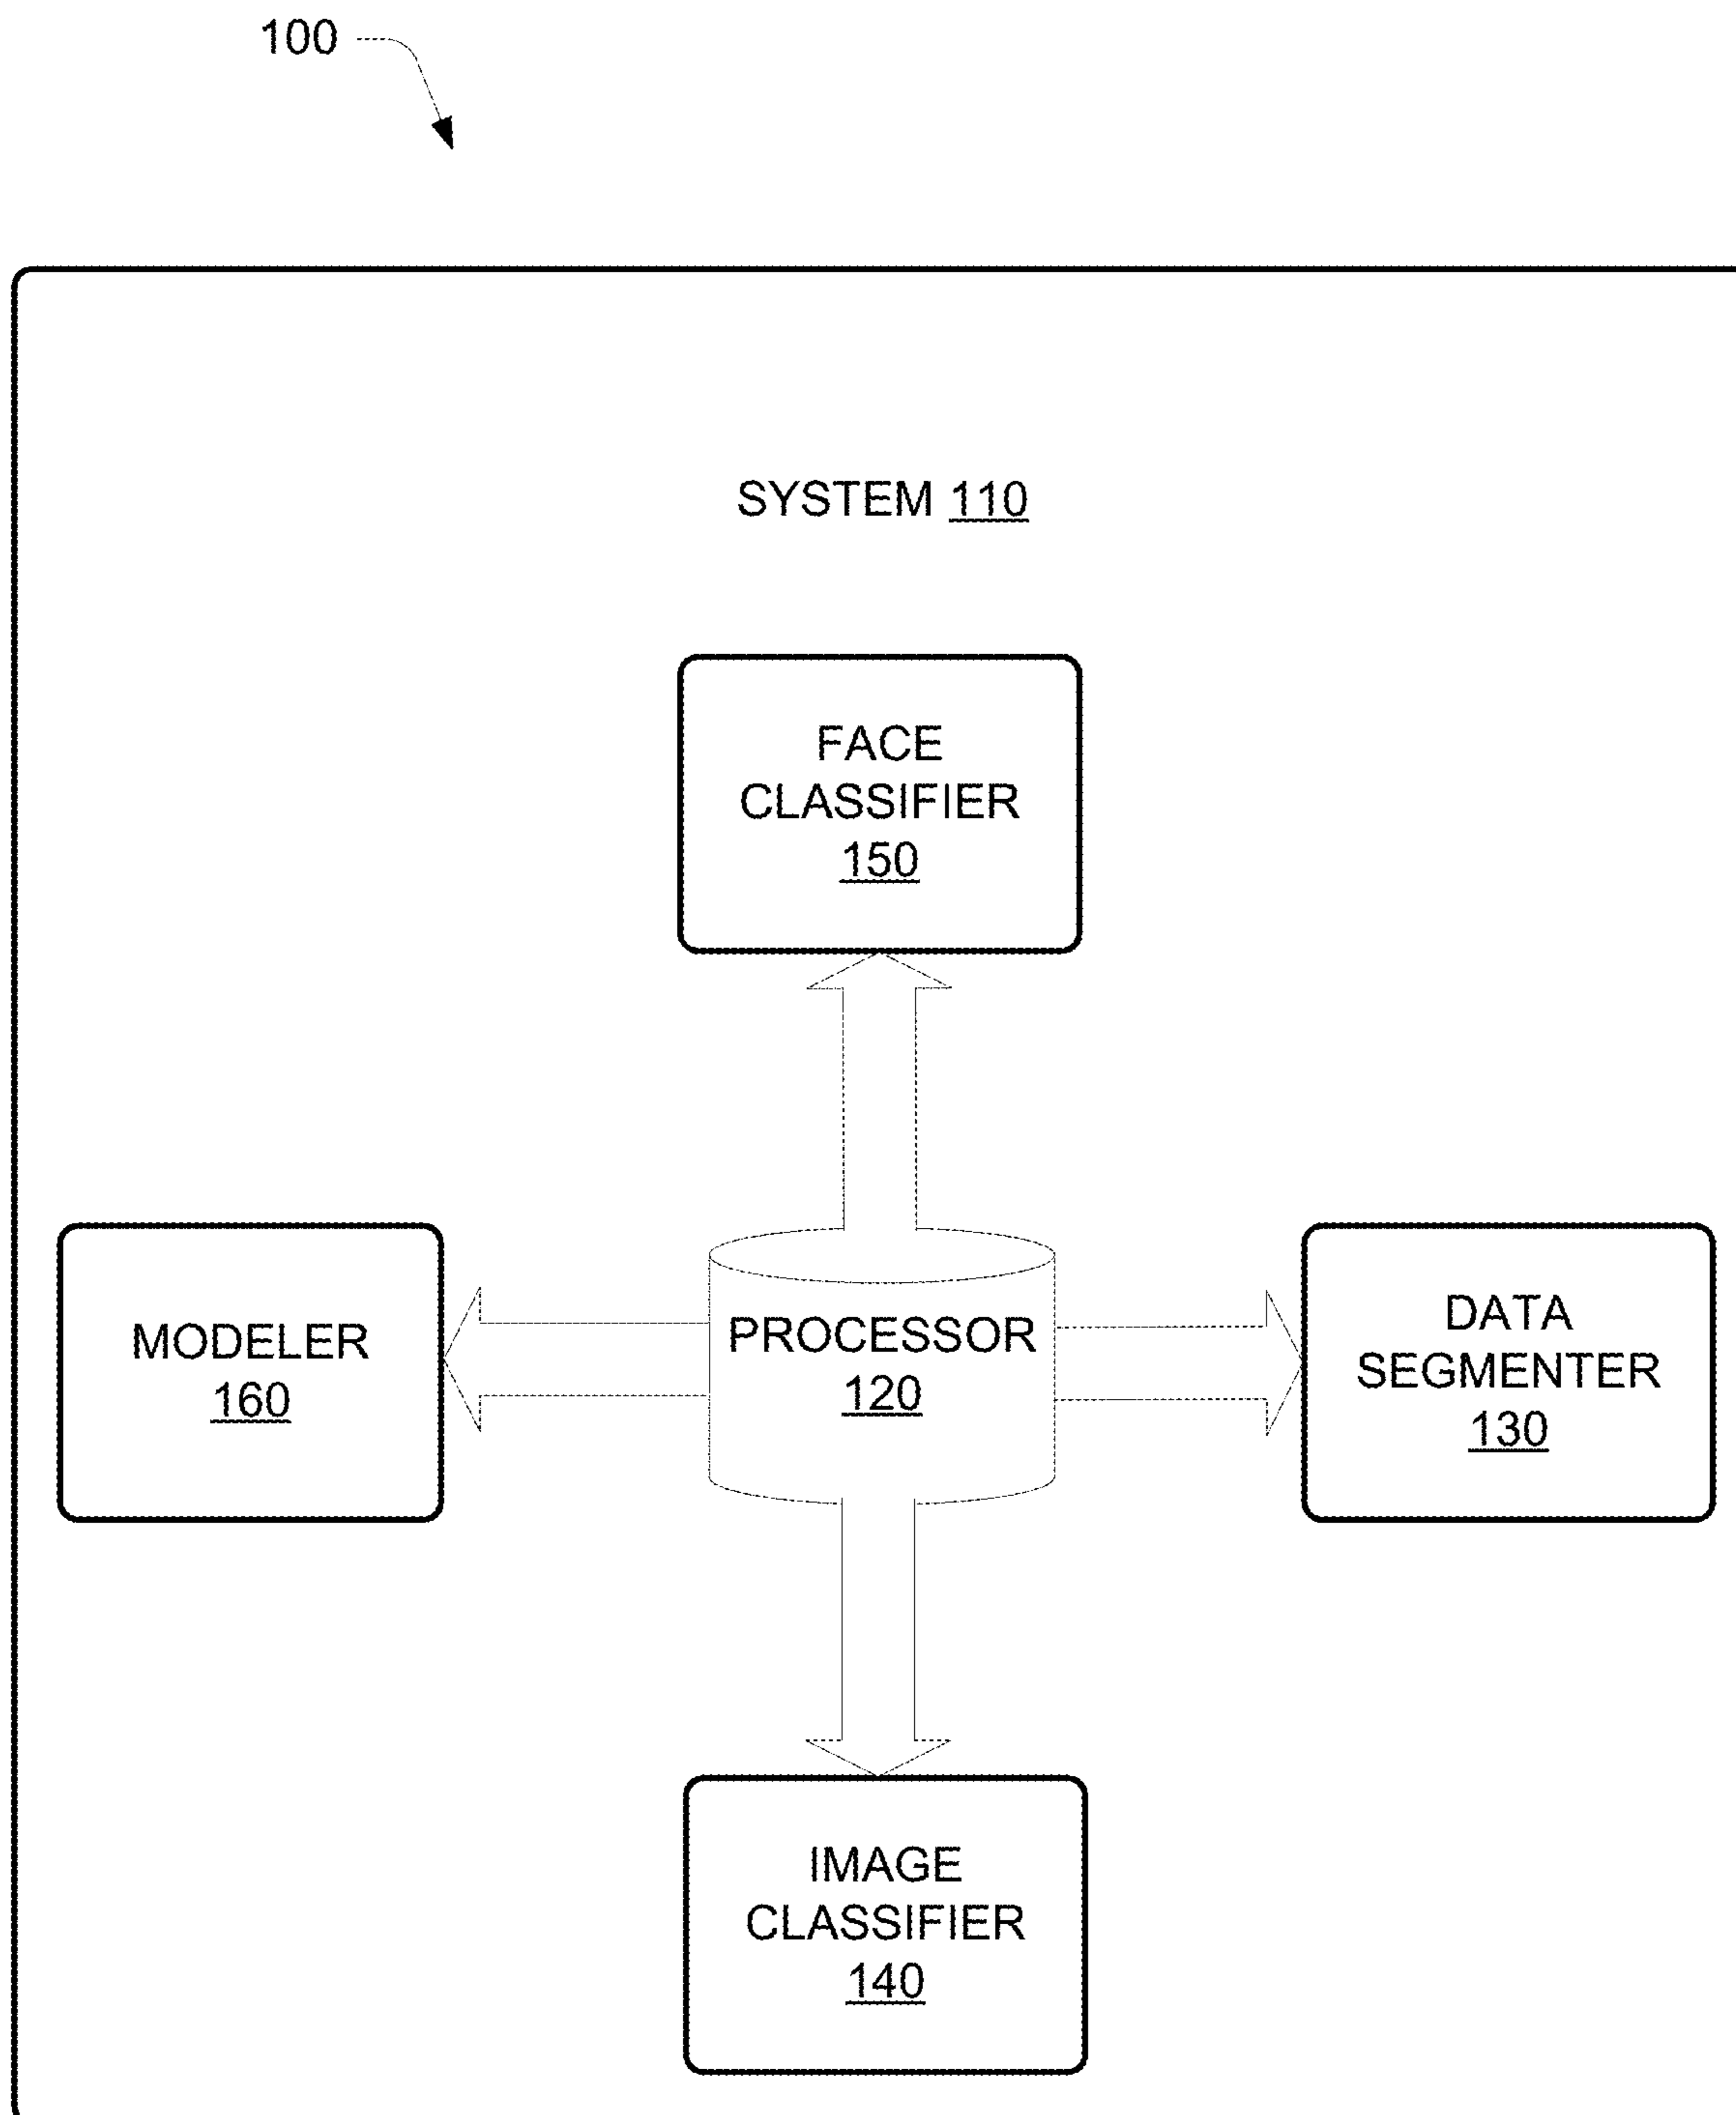 100
SYSTEM 110
FACE
CLASSIFIER
150
MODELER
160
PROCESSOR
120
DATA
SEGMENTER
130
IMAGE
CLASSIFIER
140